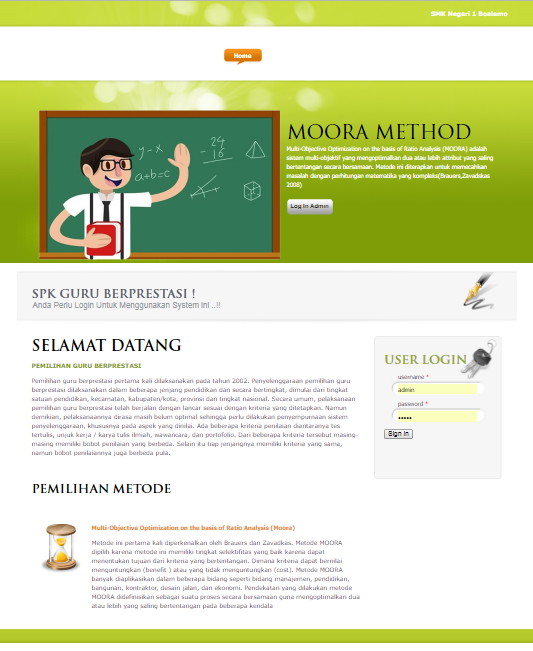 SMK Nageri 1 Boalemo
Home
y-x
a+b=c
-24
-16
MOORA METHOD
Multi-Objective Optimization on the basis of Ratio Analysis (MOORA) adalah
sistem multi-objektif yang mengoptimalkan dua atau lebih attribut yang saling
bertentangan secara bersamaan. Metode ini diterapkan untuk memecahkan
masalah dengan perhitungan matematika yang kompleks(Brauers,Zavadskas
2008)
Log In Admin
SPK GURU BERPRESTASI !
Anda Perlu Login Untuk Menggunakan System Ini ..!!
SELAMAT DATANG
PEMILIHAN GURU BERPRESTASI
Pemilihan guru berprestasi pertama kali dilaksanakan pada tahun 2002. Penyelenggaraan pemilihan guru
berprestasi dilaksanakan dalam beberapa jenjang pendidikan dan secara bertingkat, dimulai dari tingkat
satuan pendidikan, kecamatan, kabupaten/kota, provinsi dan tingkat nasional. Secara umum, pelaksanaan
pemilihan guru berprestasi telah berjalan dengan lancar sesuai dengan kriteria yang ditetapkan. Namun
demikian, pelaksanaannya dirasa masih belum optimal sehingga perlu dilakukan penyempurnaan sistem
penyelenggaraan, khususnya pada aspek yang dinilai. Ada beberapa kriteria penilaian diantaranya tes
tertulis, unjuk kerja / karya tulis ilmiah, wawancara, dan portofolio. Dari beberapa kriteria tersebut masing-
masing memiliki bobot penilaian yang berbeda. Selain itu tiap jenjangnya memiliki kriteria yang sama,
namun bobot penilaiannya juga berbeda pula.
USER LOGIN
username *
admin
password *
•••••
Sign In
PEMILIHAN METODE
Multi-Objective Optimization on the basis of Ratio Analysis (Moora)
Metode ini pertama kali diperkenalkan oleh Brauers dan Zavadkas. Metode MOORA
dipilih karena metode ini memiliki tingkat selektifitas yang baik karena dapat
menentukan tujuan dari kriteria yang bertentangan. Dimana kriteria dapat bernilai
menguntungkan (benefit ) atau yang tidak menguntungkan (cost). Metode MOORA
banyak diaplikasikan dalam beberapa bidang seperti bidang manajemen, pendidikan,
bangunan, kontraktor, desain jalan, dan ekonomi. Pendekatan yang dilakukan metode
MOORA didefinisikan sebagai suatu proses secara bersamaan guna mengoptimalkan dua
atau lebih yang saling bertentangan pada beberapa kendala